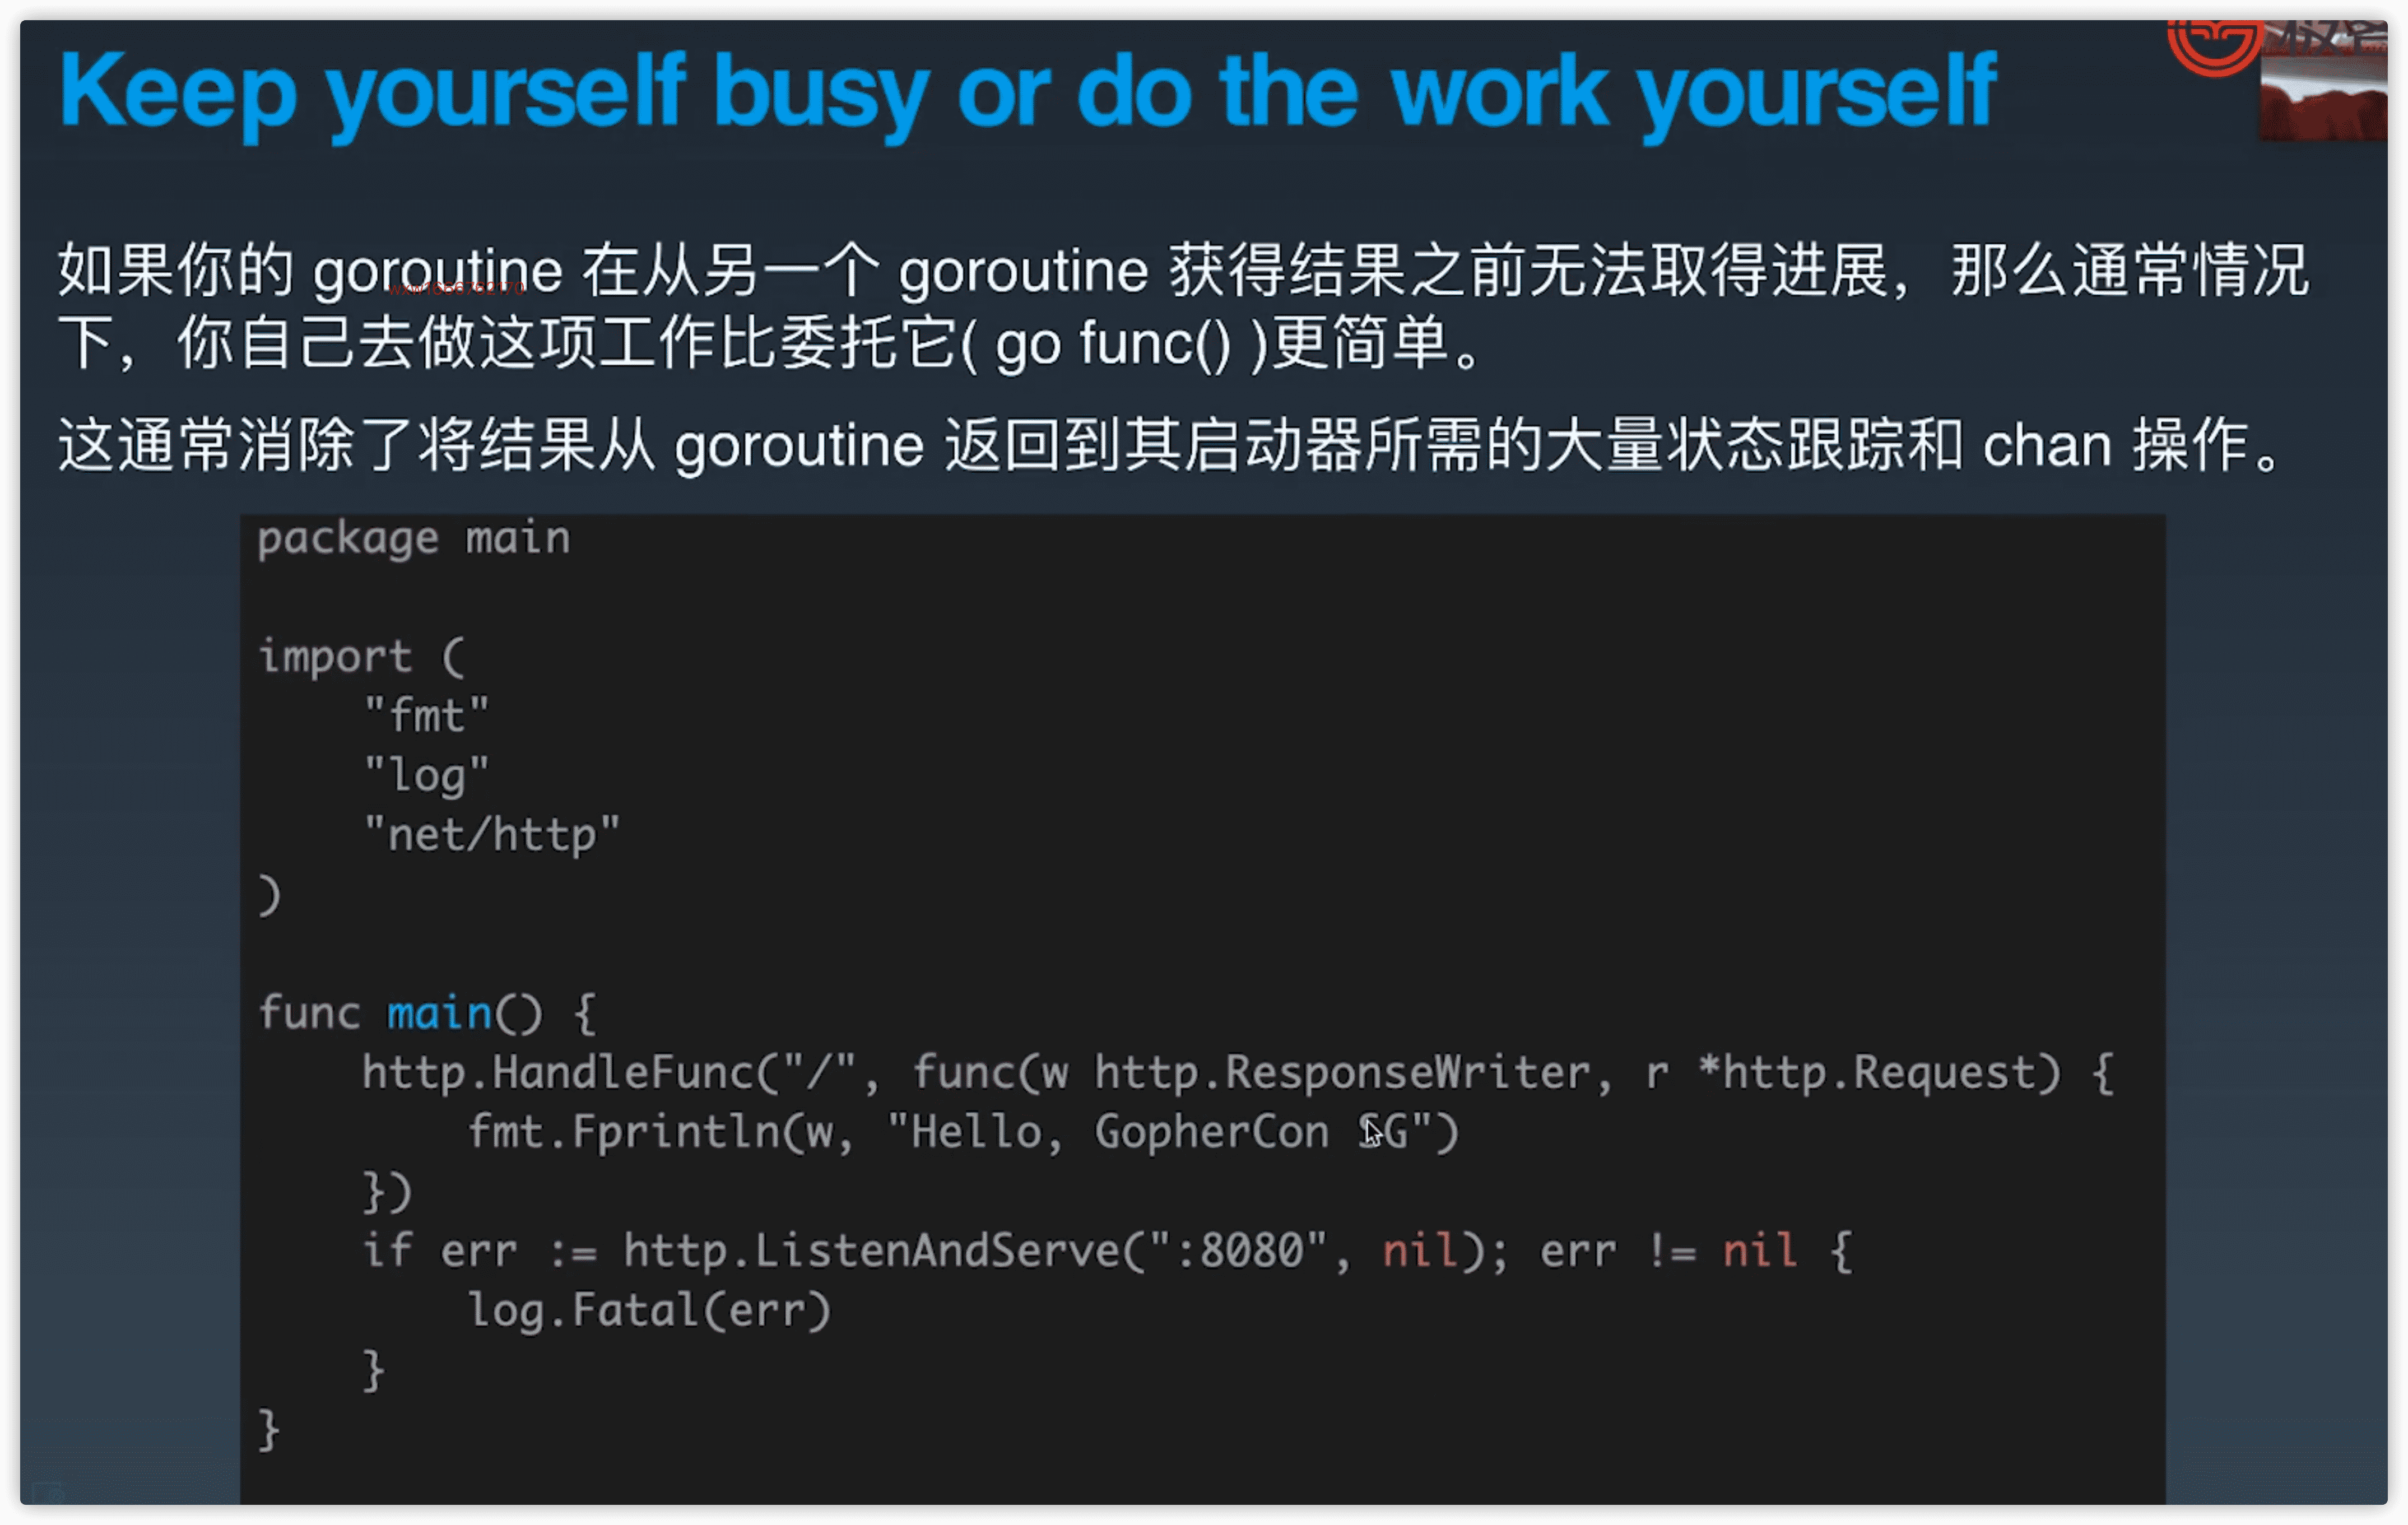 Keep yourself busy or do the work yourself
如果你的 goroutine 在从另一个 goroutine 获得结果之前无法取得进展，那么通常情况
下，你自己去做这项工作比委托它( go func() )更简单。
这通常消除了将结果从 goroutine 返回到其启动器所需的大量状态跟踪和 chan 操作。
package main
import (
"fmt"
"log"
"net/http"
)
func main() {
http.HandleFunc("/", func(w http.ResponseWriter, r *http.Request) {
fmt.Fprintln(w, "Hello, GopherCon SG")
})
if err := http.ListenAndServe(":8080", nil); err != nil {
log.Fatal(err)
}
}